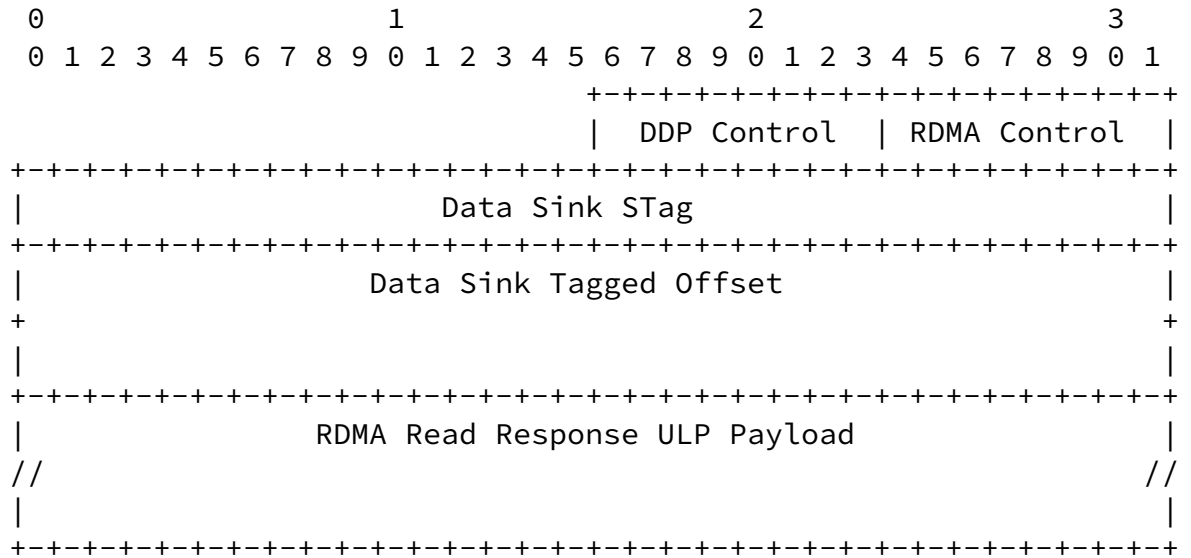 0                   1                   2                   3
0 1 2 3 4 5 6 7 8 9 0 1 2 3 4 5 6 7 8 9 0 1 2 3 4 5 6 7 8 9 0 1
                                +-+-+-+-+-+-+-+-+-+-+-+-+-+-+-+-+
                                |  DDP Control  | RDMA Control  |
+-+-+-+-+-+-+-+-+-+-+-+-+-+-+-+-+-+-+-+-+-+-+-+-+-+-+-+-+-+-+-+-+
|                       Data Sink STag                          |
+-+-+-+-+-+-+-+-+-+-+-+-+-+-+-+-+-+-+-+-+-+-+-+-+-+-+-+-+-+-+-+-+
|                   Data Sink Tagged Offset                     |
+                                                               +
|                                                               |
+-+-+-+-+-+-+-+-+-+-+-+-+-+-+-+-+-+-+-+-+-+-+-+-+-+-+-+-+-+-+-+-+
|                RDMA Read Response ULP Payload                 |
//                                                             //
|                                                               |
+-+-+-+-+-+-+-+-+-+-+-+-+-+-+-+-+-+-+-+-+-+-+-+-+-+-+-+-+-+-+-+-+